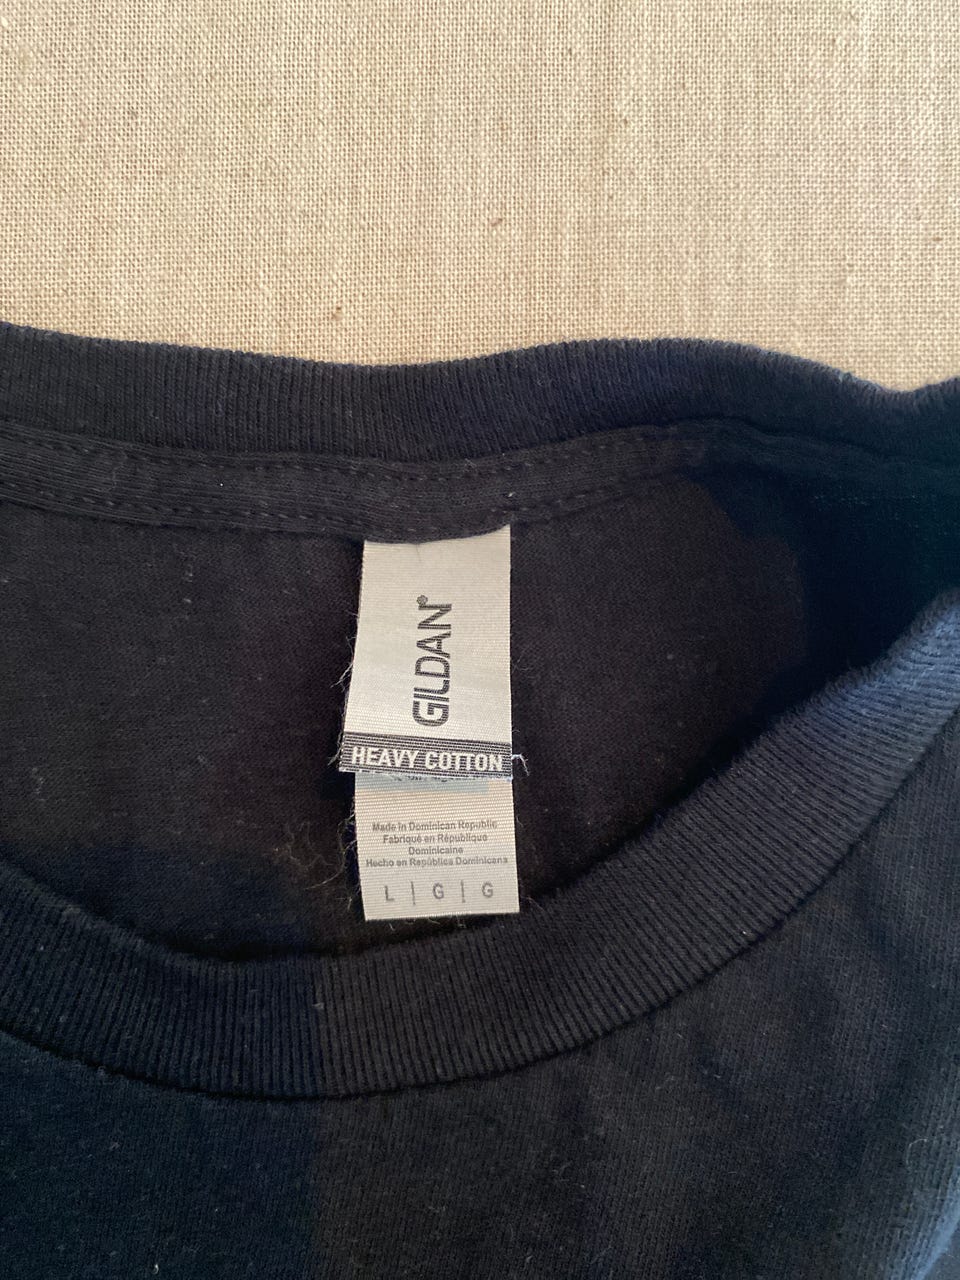 GILDAN®
HEAVY COTTON
Made in Dominican Republic
Fabriqué en République
Dominicaine
Hecho en República Dominicana
L | G | G